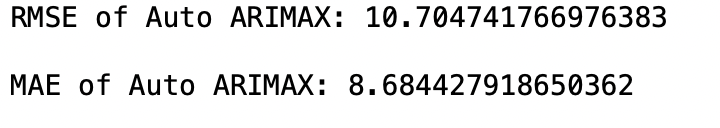 RMSE of Auto ARIMAX: 10.704741766976383
MAE of Auto ARIMAX: 8.684427918650362